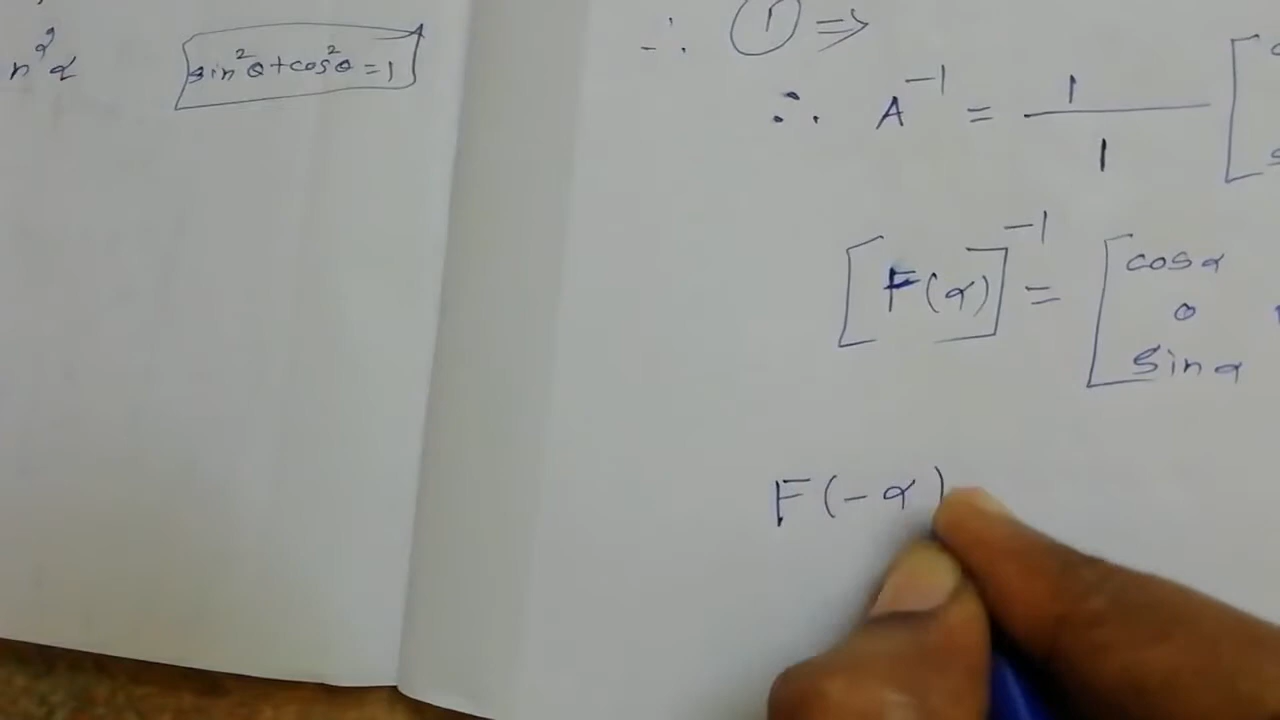 n²α
sin²θ+cos²θ=1
∴ ① ⇒
∴ A⁻¹ = 1/1 [
[F(α)]⁻¹ = [ cosα
0
sinα
F(-α)